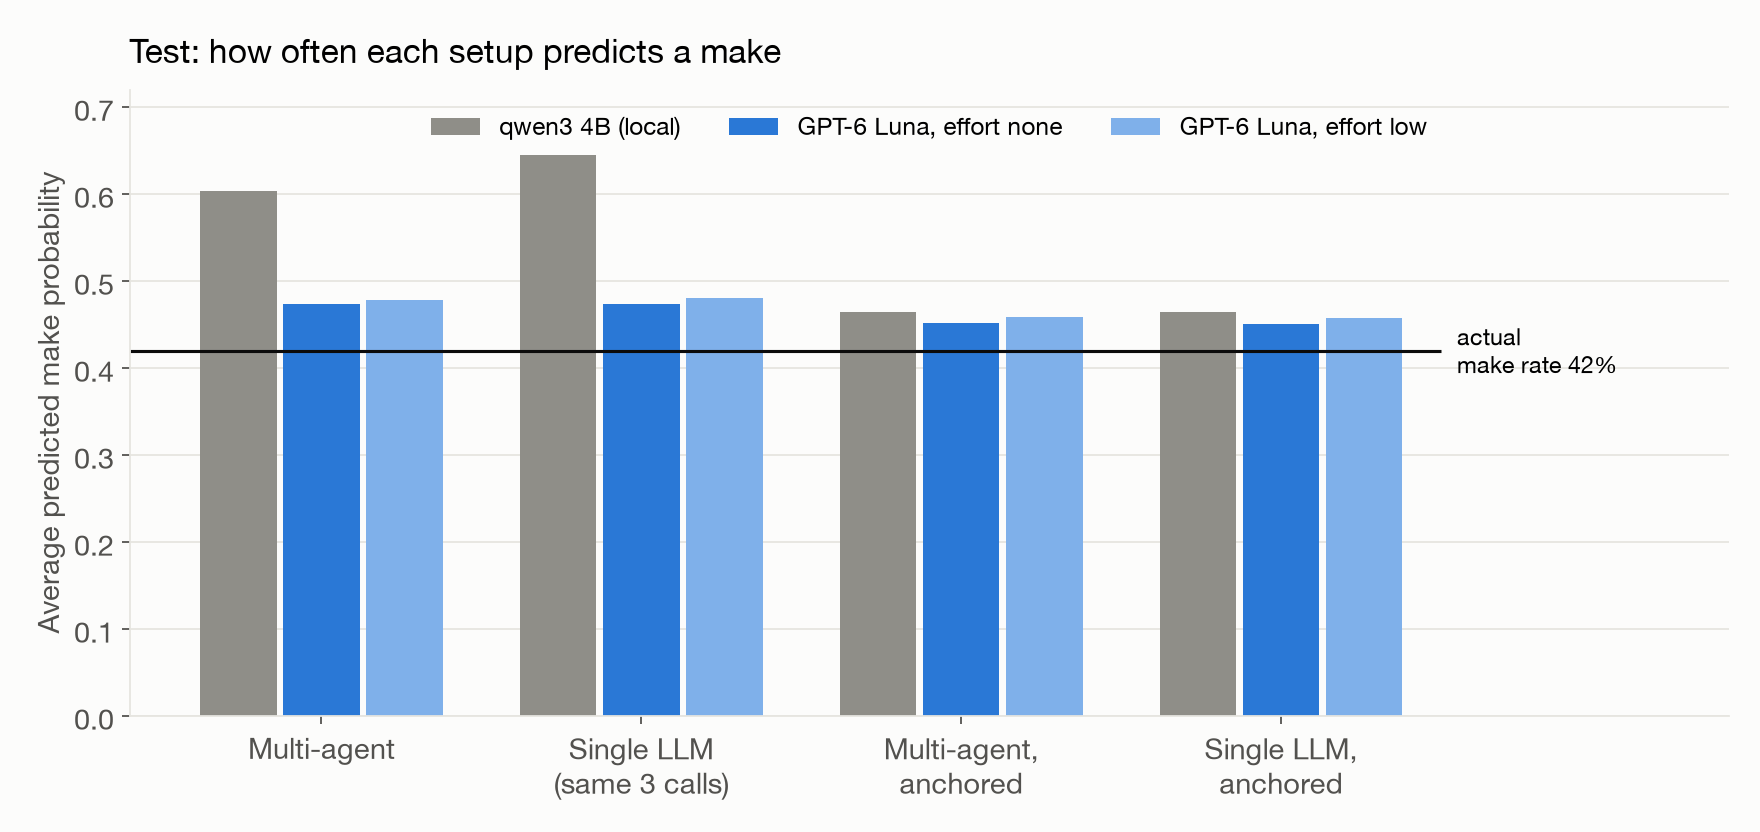 Test: how often each setup predicts a make
qwen3 4B (local)
GPT-6 Luna, effort none
GPT-6 Luna, effort low
Average predicted make probability
0.7
0.6
0.5
0.4
0.3
0.2
0.1
0.0
actual
make rate 42%
Multi-agent
Single LLM
(same 3 calls)
Multi-agent,
anchored
Single LLM,
anchored